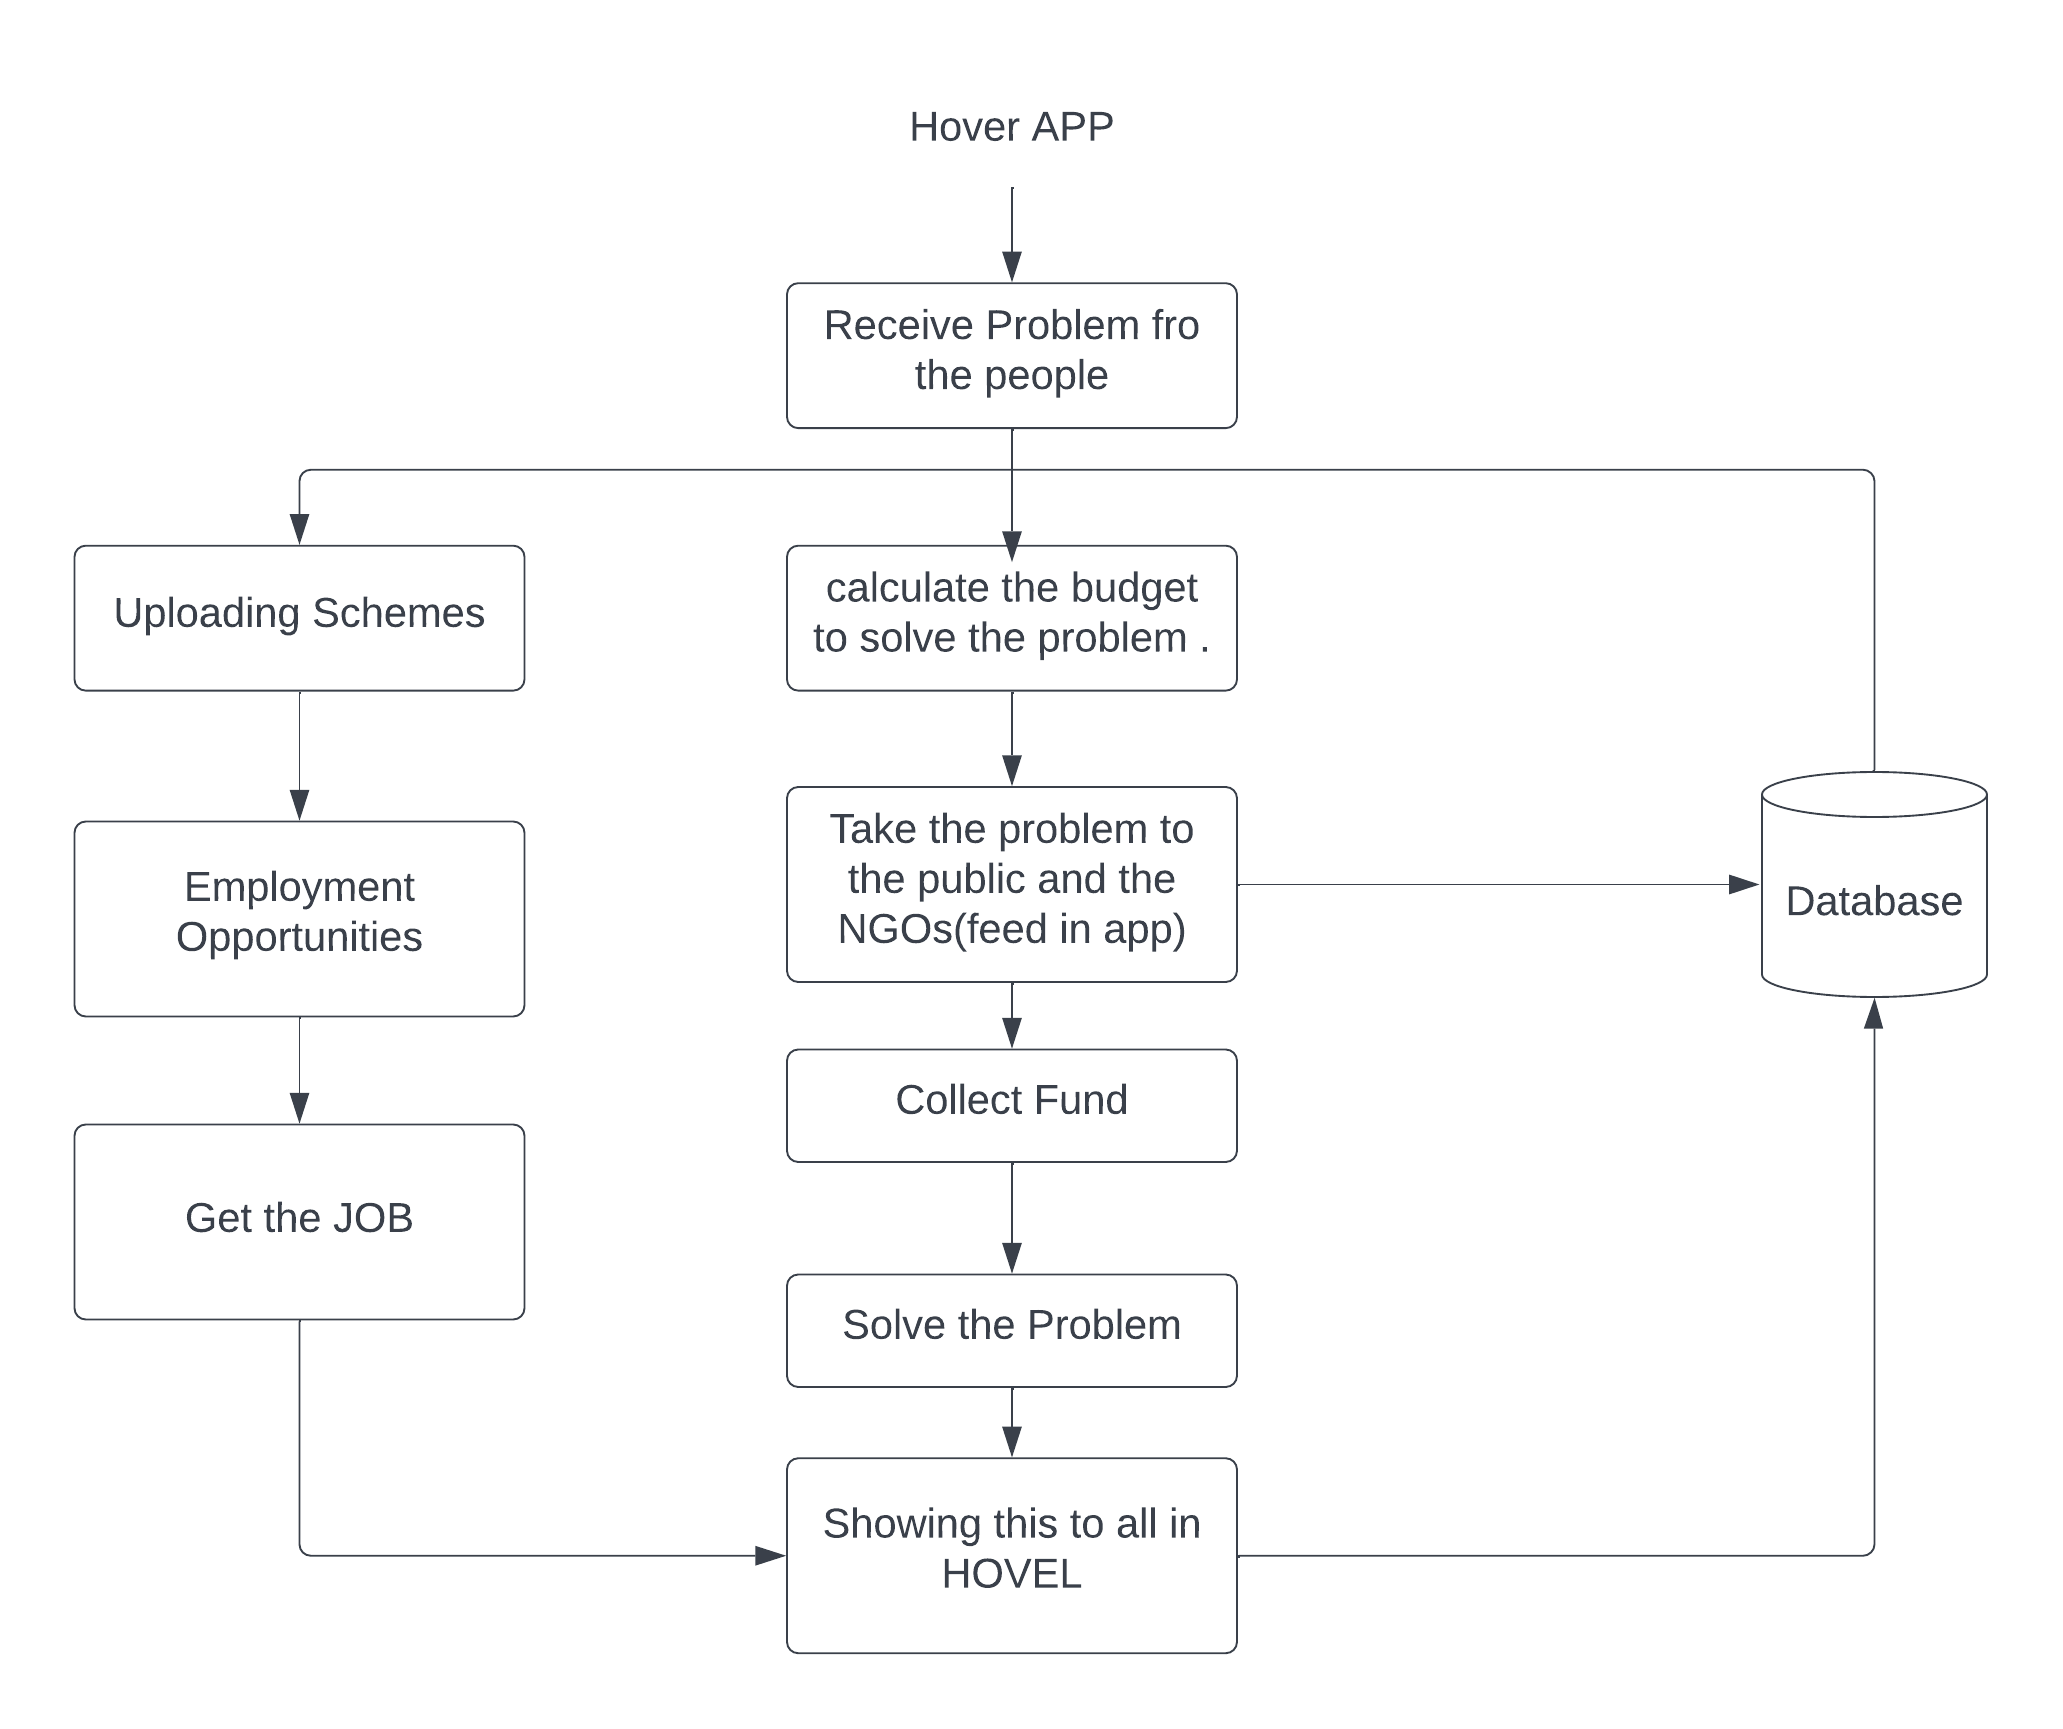 Hover APP
Receive Problem fro
the people
Uploading Schemes
calculate the budget
to solve the problem .
Employment
Opportunities
Take the problem to
the public and the
NGOs(feed in app)
Database
Get the JOB
Collect Fund
Solve the Problem
Showing this to all in
HOVEL